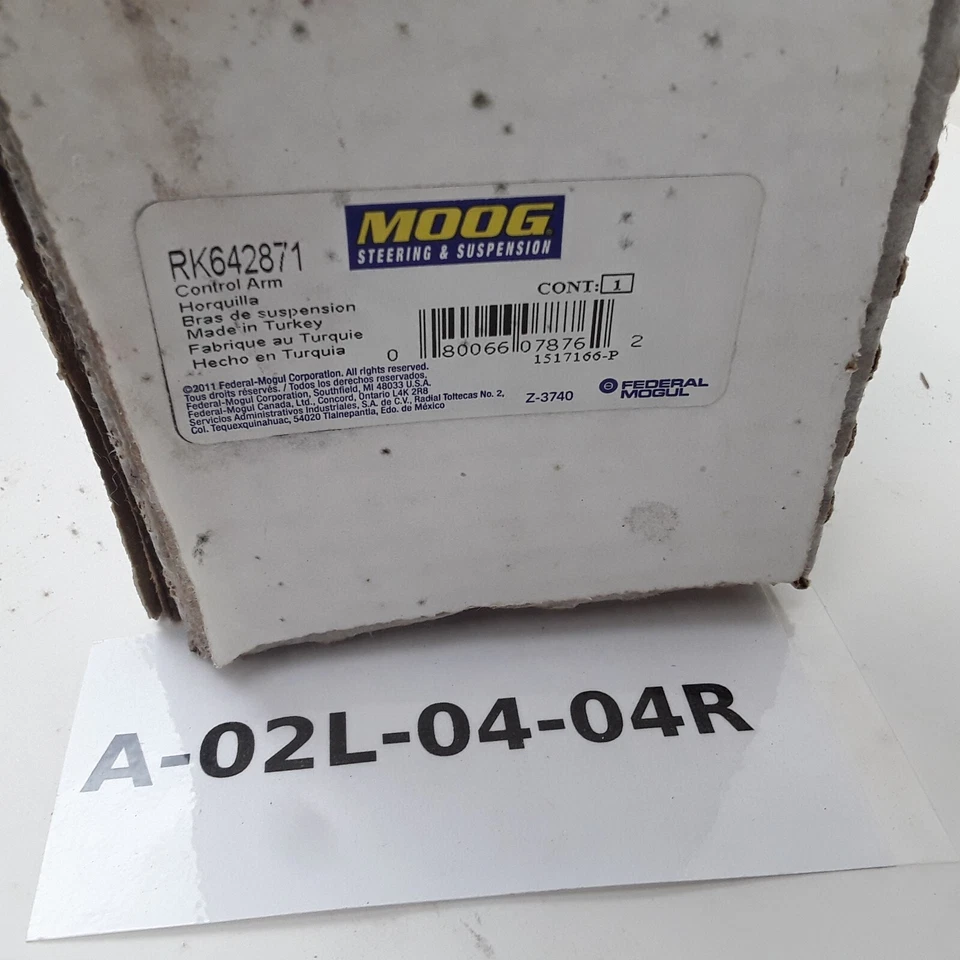 MOOG
STEERING & SUSPENSION
RK642871
Control Arm
Horquilla
Bras de suspension
Made in Turkey
Fabrique au Turquie
Hecho en Turquia
CONT: 1
0 80066 07876 2
1517166-P
©2011 Federal-Mogul Corporation. All rights reserved.
Tous droits réservés. / Todos los derechos reservados.
Federal-Mogul Corporation, Southfield, MI 48033 U.S.A.
Federal-Mogul Canada, Ltd., Concord, Ontario L4K 2R8
Servicios Administrativos Industriales, S.A. de C.V., Radial Toltecas No. 2,
Col. Tequexquinahuac, 54020 Tlalnepantla, Edo. de México
Z-3740
FEDERAL
MOGUL
A-02L-04-04R